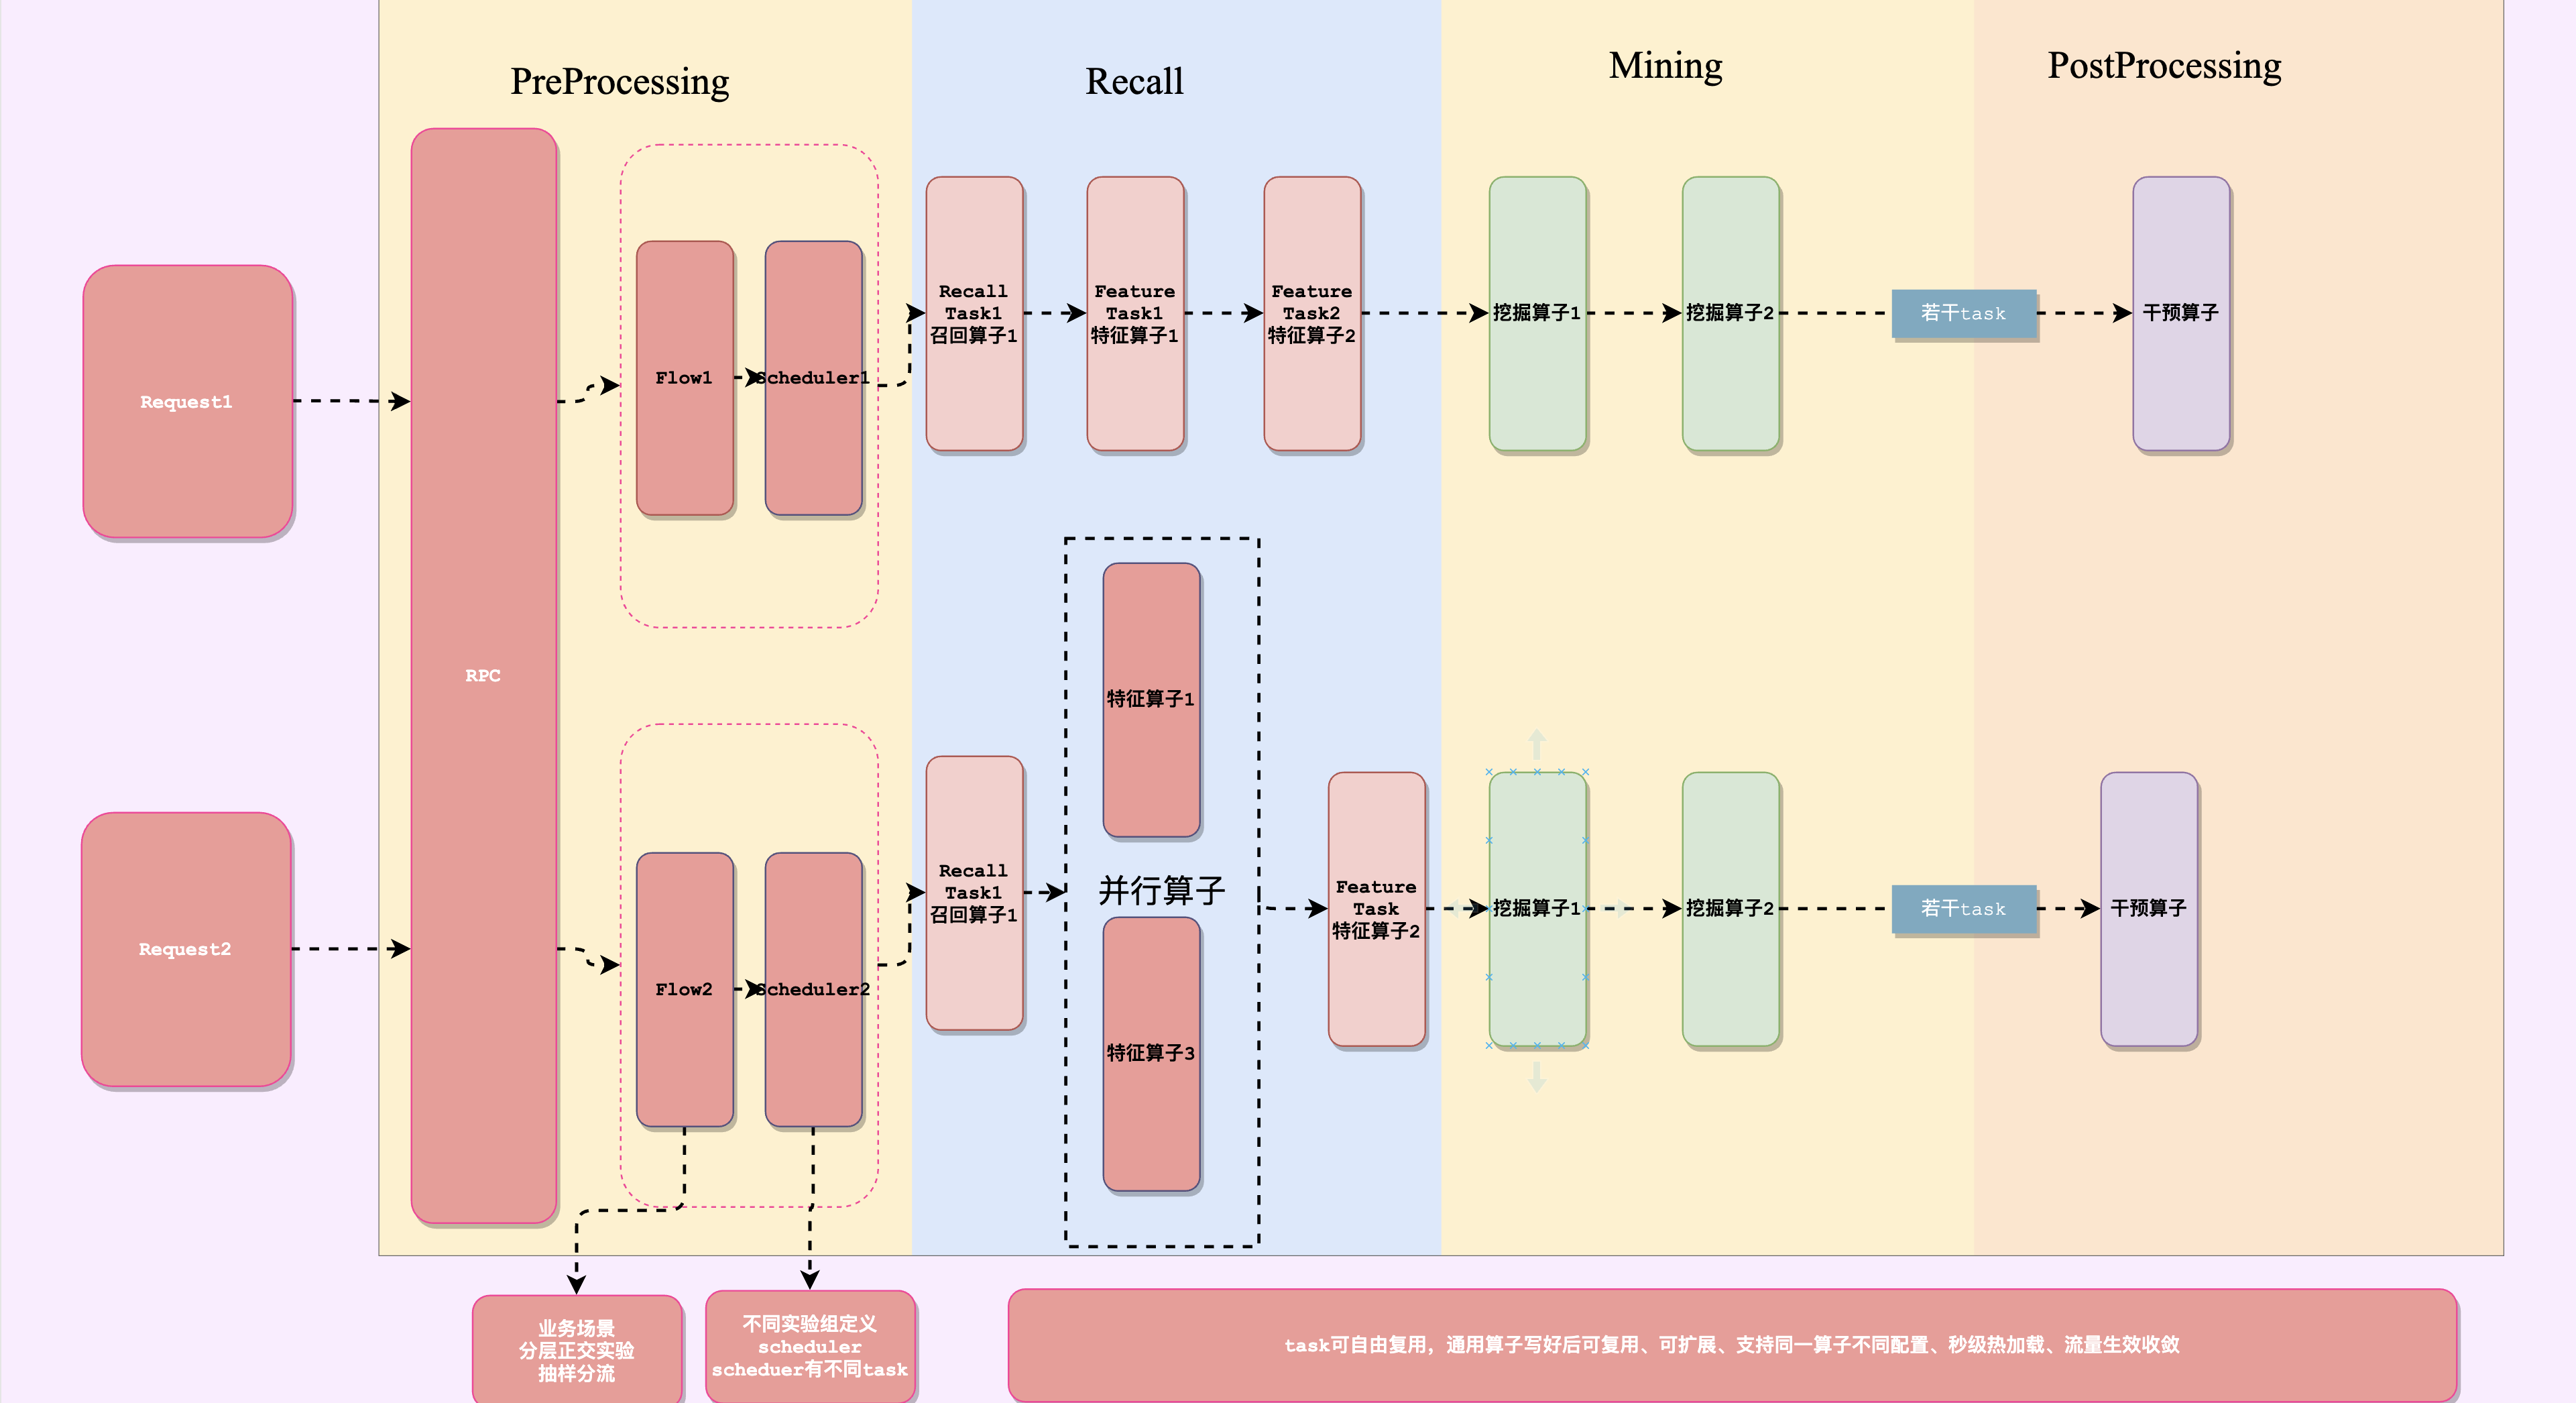 PreProcessing
Recall
Mining
PostProcessing
Request1
RPC
Flow1
Scheduler1
Recall
Task1
召回算子1
Feature
Task1
特征算子1
Feature
Task2
特征算子2
挖掘算子1
挖掘算子2
若干task
干预算子
Request2
Flow2
Scheduler2
Recall
Task1
召回算子1
特征算子1
并行算子
特征算子3
Feature
Task
特征算子2
挖掘算子1
挖掘算子2
若干task
干预算子
业务场景
分层正交实验
抽样分流
不同实验组定义
scheduler
scheduer有不同task
task可自由复用，通用算子写好后可复用、可扩展、支持同一算子不同配置、秒级热加载、流量生效收敛